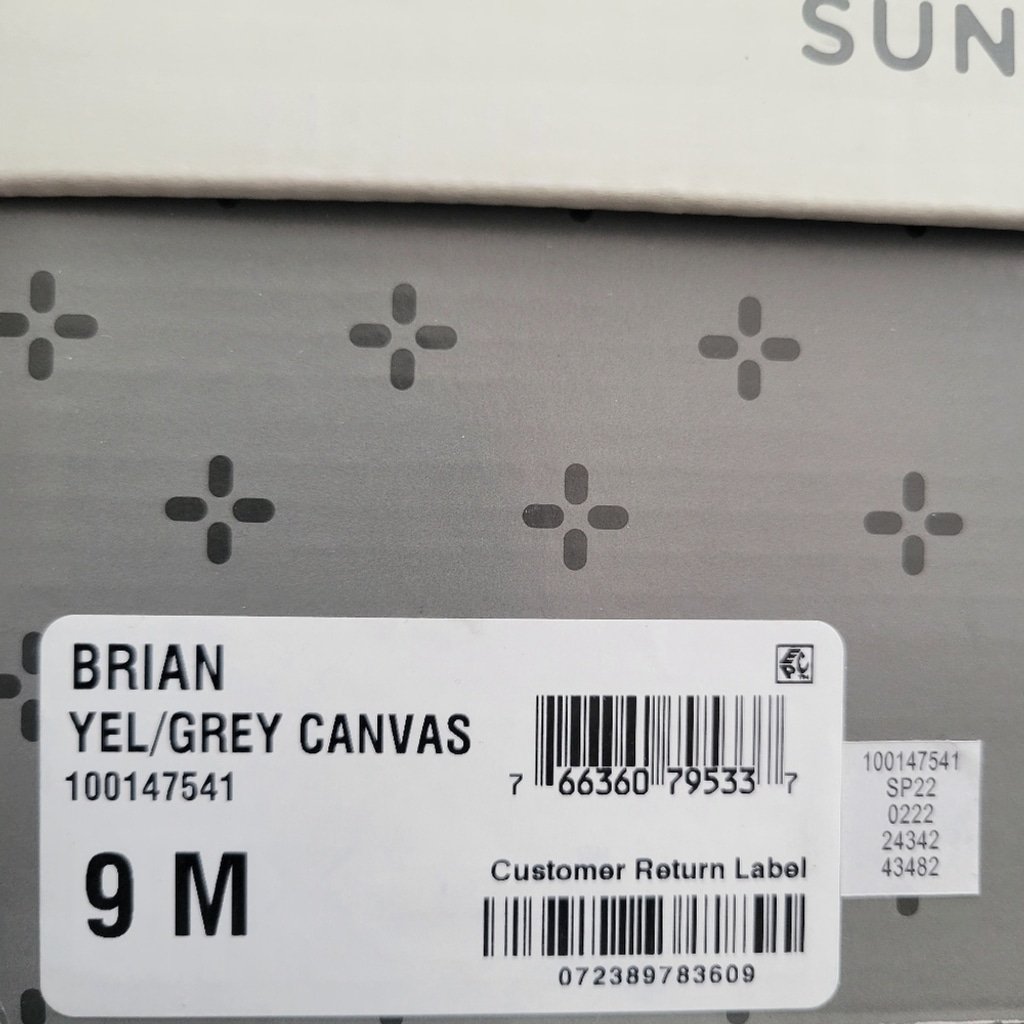 SUN
BRIAN
YEL/GREY CANVAS
100147541
9 M
7 66360 79533 7
Customer Return Label
072389783609
100147541
SP22
0222
24342
43482